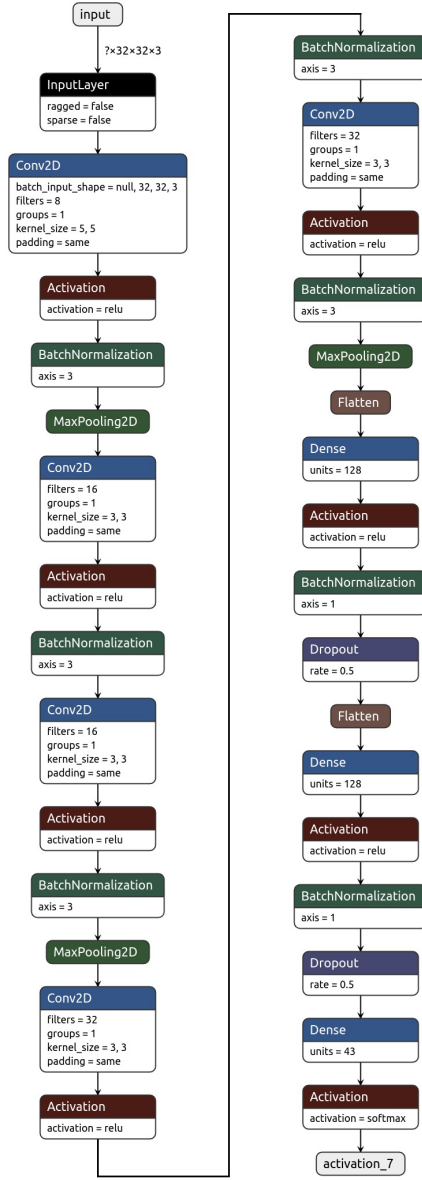 input
?×32×32×3
InputLayer
ragged = false
sparse = false
Conv2D
batch_input_shape = null, 32, 32, 3
filters = 8
groups = 1
kernel_size = 5, 5
padding = same
Activation
activation = relu
BatchNormalization
axis = 3
MaxPooling2D
Conv2D
filters = 16
groups = 1
kernel_size = 3, 3
padding = same
Activation
activation = relu
BatchNormalization
axis = 3
Conv2D
filters = 16
groups = 1
kernel_size = 3, 3
padding = same
Activation
activation = relu
BatchNormalization
axis = 3
MaxPooling2D
Conv2D
filters = 32
groups = 1
kernel_size = 3, 3
padding = same
Activation
activation = relu
BatchNormalization
axis = 3
Conv2D
filters = 32
groups = 1
kernel_size = 3, 3
padding = same
Activation
activation = relu
BatchNormalization
axis = 3
MaxPooling2D
Flatten
Dense
units = 128
Activation
activation = relu
BatchNormalization
axis = 1
Dropout
rate = 0.5
Flatten
Dense
units = 128
Activation
activation = relu
BatchNormalization
axis = 1
Dropout
rate = 0.5
Dense
units = 43
Activation
activation = softmax
activation_7